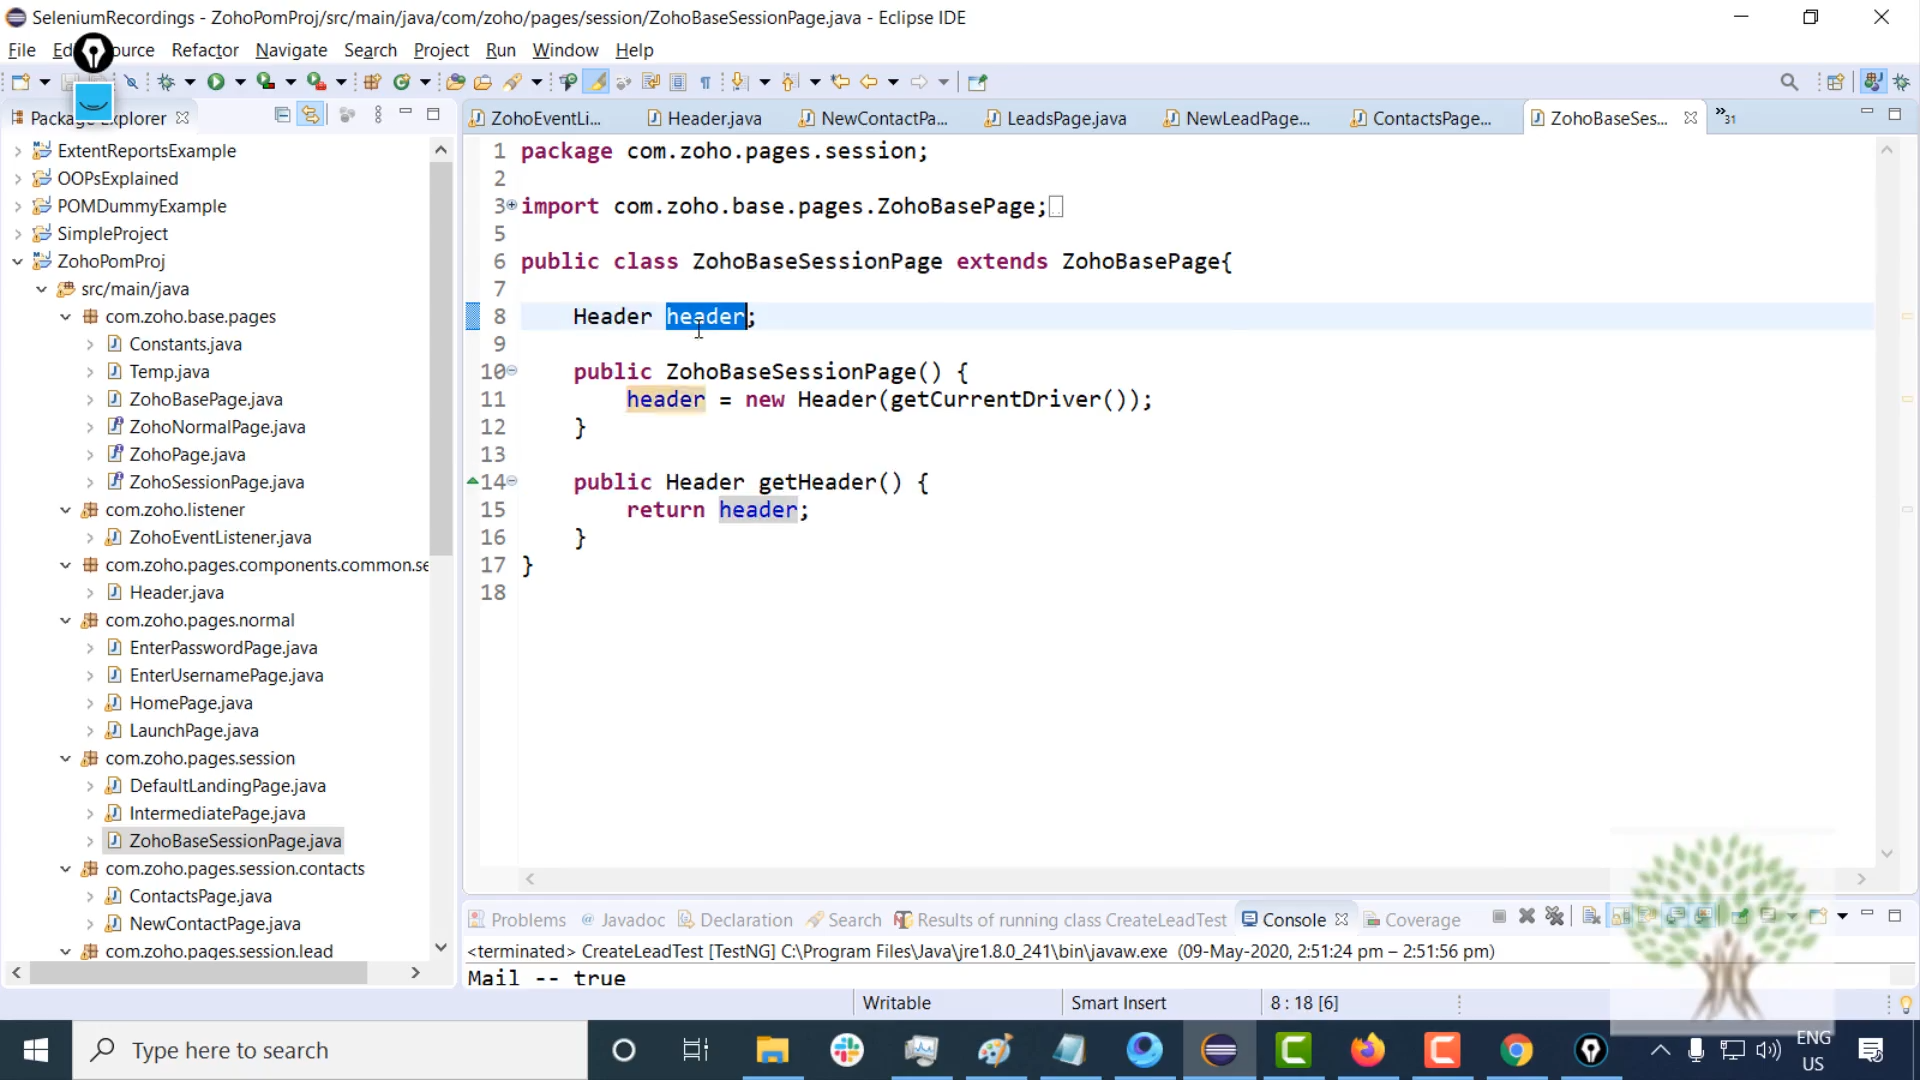 SeleniumRecordings - ZohoPomProj/src/main/java/com/zoho/pages/session/ZohoBaseSessionPage.java - Eclipse IDE
File Ed ource Refactor Navigate Search Project Run Window Help
Package Explorer
ExtentReportsExample
OOPsExplained
POMDummyExample
SimpleProject
ZohoPomProj
src/main/java
com.zoho.base.pages
Constants.java
Temp.java
ZohoBasePage.java
ZohoNormalPage.java
ZohoPage.java
ZohoSessionPage.java
com.zoho.listener
ZohoEventListener.java
com.zoho.pages.components.common.se
Header.java
com.zoho.pages.normal
EnterPasswordPage.java
EnterUsernamePage.java
HomePage.java
LaunchPage.java
com.zoho.pages.session
DefaultLandingPage.java
IntermediatePage.java
ZohoBaseSessionPage.java
com.zoho.pages.session.contacts
ContactsPage.java
NewContactPage.java
com.zoho.pages.session.lead
ZohoEventLi... Header.java NewContactPa... LeadsPage.java NewLeadPage... ContactsPage... ZohoBaseSes... »31
1 package com.zoho.pages.session;
2
3 import com.zoho.base.pages.ZohoBasePage;
5
6 public class ZohoBaseSessionPage extends ZohoBasePage{
7
8 Header header;
9
10 public ZohoBaseSessionPage() {
11 header = new Header(getCurrentDriver());
12 }
13
14 public Header getHeader() {
15 return header;
16 }
17 }
18
Problems @ Javadoc Declaration Search Results of running class CreateLeadTest Console Coverage
<terminated> CreateLeadTest [TestNG] C:\Program Files\Java\jre1.8.0_241\bin\javaw.exe (09-May-2020, 2:51:24 pm – 2:51:56 pm)
Mail -- true
Writable Smart Insert 8 : 18 [6]
Type here to search
ENG
US